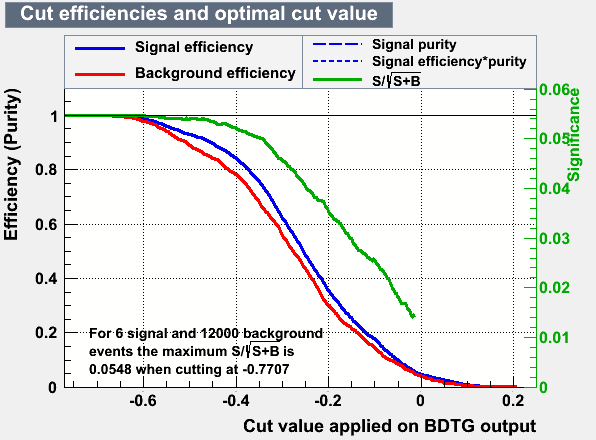 Cut efficiencies and optimal cut value
Signal efficiency
Background efficiency
Signal purity
Signal efficiency*purity
S/√S+B
Efficiency (Purity)
1
0.8
0.6
0.4
0.2
0
0.06
0.05
0.04
0.03
0.02
0.01
0
Significance
For 6 signal and 12000 background
events the maximum S/√S+B is
0.0548 when cutting at -0.7707
-0.6
-0.4
-0.2
0
0.2
Cut value applied on BDTG output